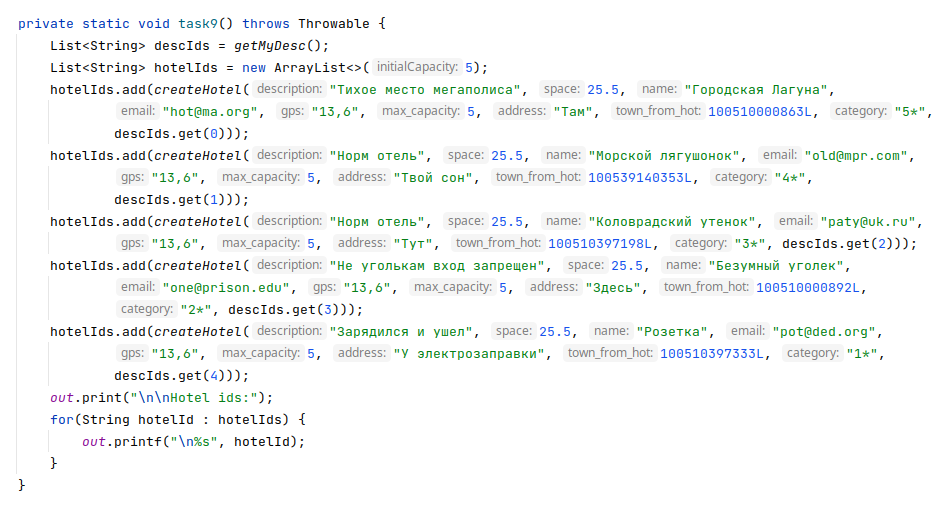 private static void task9() throws Throwable {
List<String> descIds = getMyDesc();
List<String> hotelIds = new ArrayList<>( initialCapacity: 5);
hotelIds.add(createHotel( description: "Тихое место мегаполиса", space: 25.5, name: "Городская Лагуна",
email: "hot@ma.org", gps: "13,6", max_capacity: 5, address: "Там", town_from_hot: 100510000863L, category: "5*",
descIds.get(0)));
hotelIds.add(createHotel( description: "Норм отель", space: 25.5, name: "Морской лягушонок", email: "old@mpr.com",
gps: "13,6", max_capacity: 5, address: "Твой сон", town_from_hot: 100539140353L, category: "4*",
descIds.get(1)));
hotelIds.add(createHotel( description: "Норм отель", space: 25.5, name: "Коловрадский утенок", email: "paty@uk.ru",
gps: "13,6", max_capacity: 5, address: "Тут", town_from_hot: 100510397198L, category: "3*", descIds.get(2)));
hotelIds.add(createHotel( description: "Не уголькам вход запрещен", space: 25.5, name: "Безумный уголек",
email: "one@prison.edu", gps: "13,6", max_capacity: 5, address: "Здесь", town_from_hot: 100510000892L,
category: "2*", descIds.get(3)));
hotelIds.add(createHotel( description: "Зарядился и ушел", space: 25.5, name: "Розетка", email: "pot@ded.org",
gps: "13,6", max_capacity: 5, address: "У электрозаправки", town_from_hot: 100510397333L, category: "1*",
descIds.get(4)));
out.print("\n\nHotel ids:");
for(String hotelId : hotelIds) {
out.printf("\n%s", hotelId);
}
}